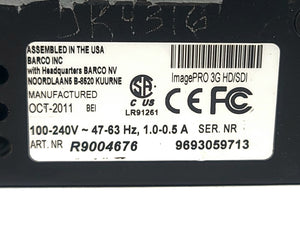 ASSEMBLED IN THE USA
BARCO INC
with Headquarters BARCO NV
NOORDLAAN5 B-8520 KUURNE
MANUFACTURED
OCT-2011 BEI
SA
C US
LR91261
ImagePRO 3G HD/SDI
100-240V ~ 47-63 Hz, 1.0-0.5 A SER. NR
ART. NR R9004676 9693059713